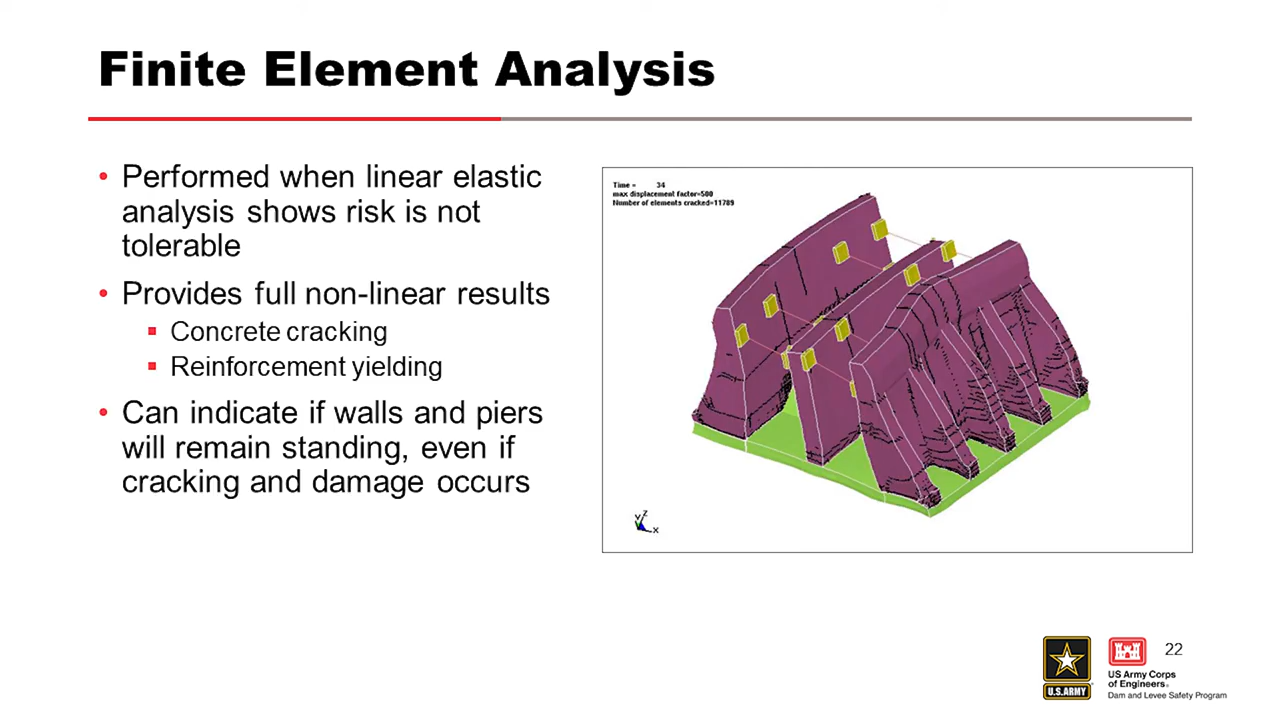 Finite Element Analysis
• Performed when linear elastic
analysis shows risk is not
tolerable
• Provides full non-linear results
▪ Concrete cracking
▪ Reinforcement yielding
• Can indicate if walls and piers
will remain standing, even if
cracking and damage occurs
Time = 34
max displacement factor=500
Number of elements cracked=11789
Z
Y
X
U.S.ARMY
US Army Corps
of Engineers®
Dam and Levee Safety Program
22